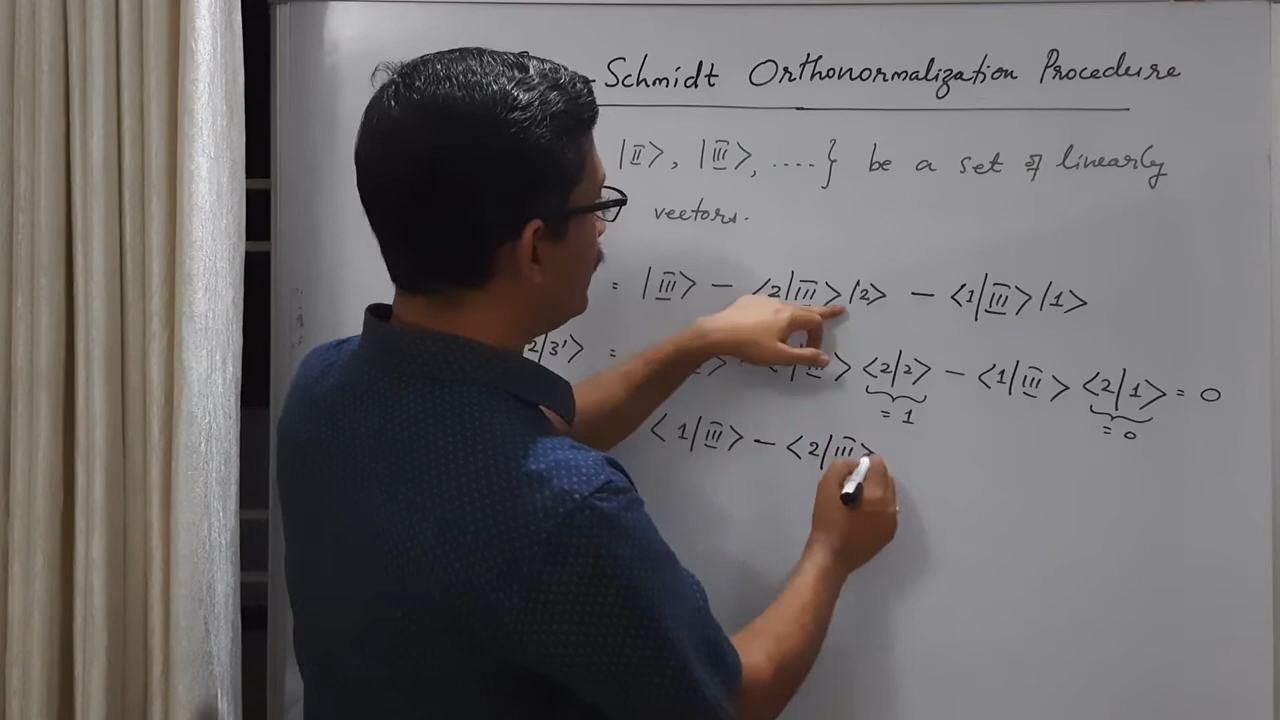 -Schmidt Orthonormalization Procedure
|II⟩, |III⟩, ....} be a set of linearly
vectors.
= |III⟩ - ⟨2|III⟩|2⟩ - ⟨1|III⟩|1⟩
2|3'⟩ = ⟨2|2⟩ - ⟨1|III⟩ ⟨2|1⟩ = 0
= 1 = 0
⟨1|III⟩ - ⟨2|III⟩